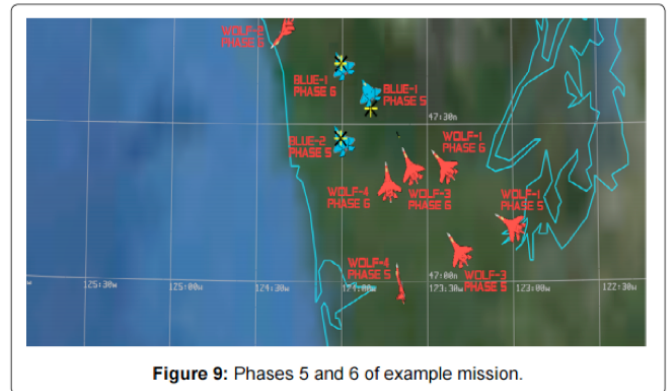 WOLF-2
PHASE 5
BLUE-1
PHASE 6
BLUE-1
PHASE 5
47:30n
BLUE-2
PHASE 5
WOLF-1
PHASE 6
WOLF-4
PHASE 6
WOLF-3
PHASE 6
WOLF-1
PHASE 5
WOLF-4
PHASE 5
47:00n
WOLF-3
PHASE 5
w
125:30w
125:00w
124:30w
124:00w
123:30w
123:00w
122:30w
Figure 9: Phases 5 and 6 of example mission.